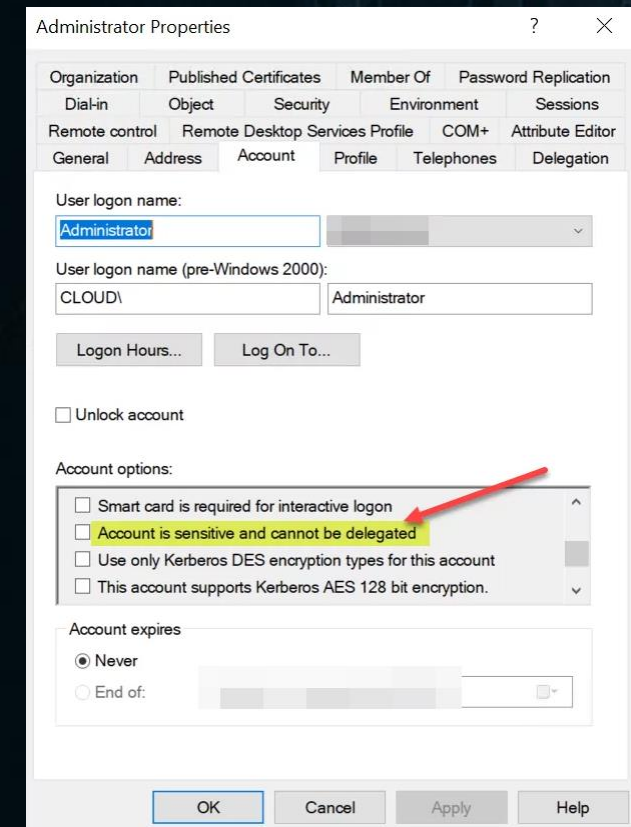 Administrator Properties ?
Organization Published Certificates Member Of Password Replication
Dial-in Object Security Environment Sessions
Remote control Remote Desktop Services Profile COM+ Attribute Editor
General Address Account Profile Telephones Delegation
User logon name:
Administrator
User logon name (pre-Windows 2000):
CLOUD\ Administrator
Logon Hours... Log On To...
Unlock account
Account options:
Smart card is required for interactive logon
Account is sensitive and cannot be delegated
Use only Kerberos DES encryption types for this account
This account supports Kerberos AES 128 bit encryption.
Account expires
Never
End of:
OK Cancel Apply Help